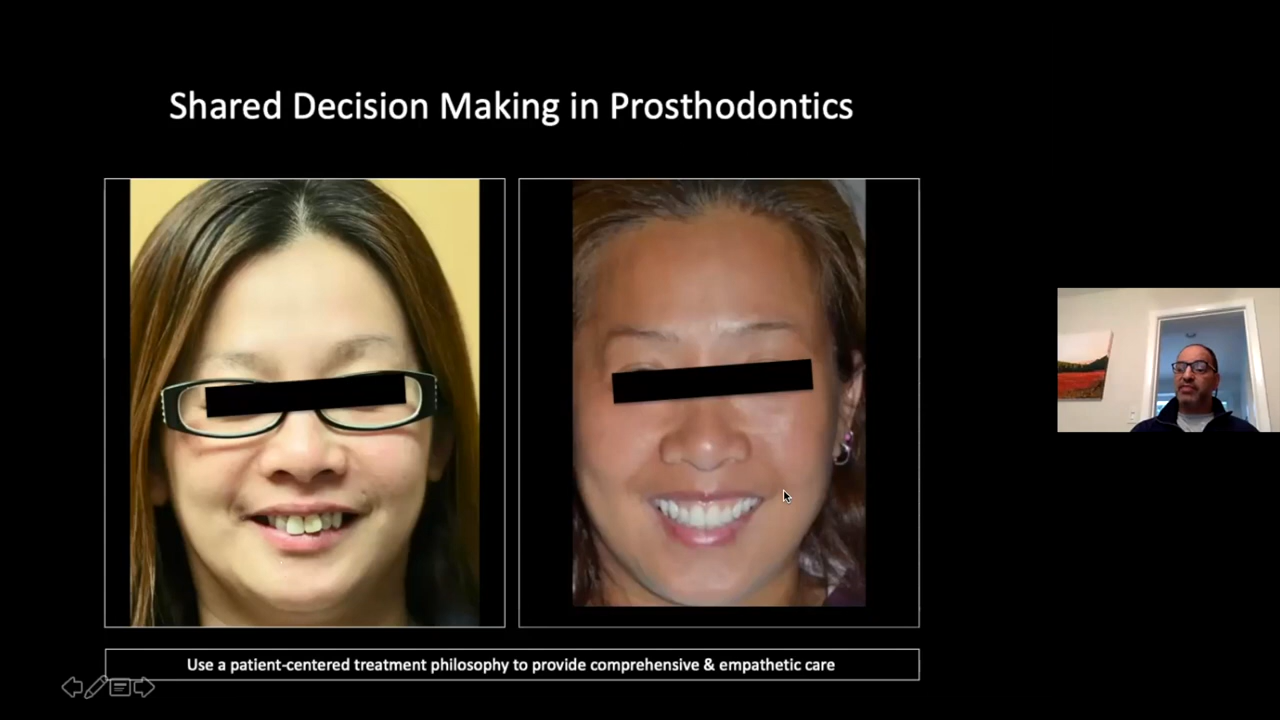 Shared Decision Making in Prosthodontics
Use a patient-centered treatment philosophy to provide comprehensive & empathetic care